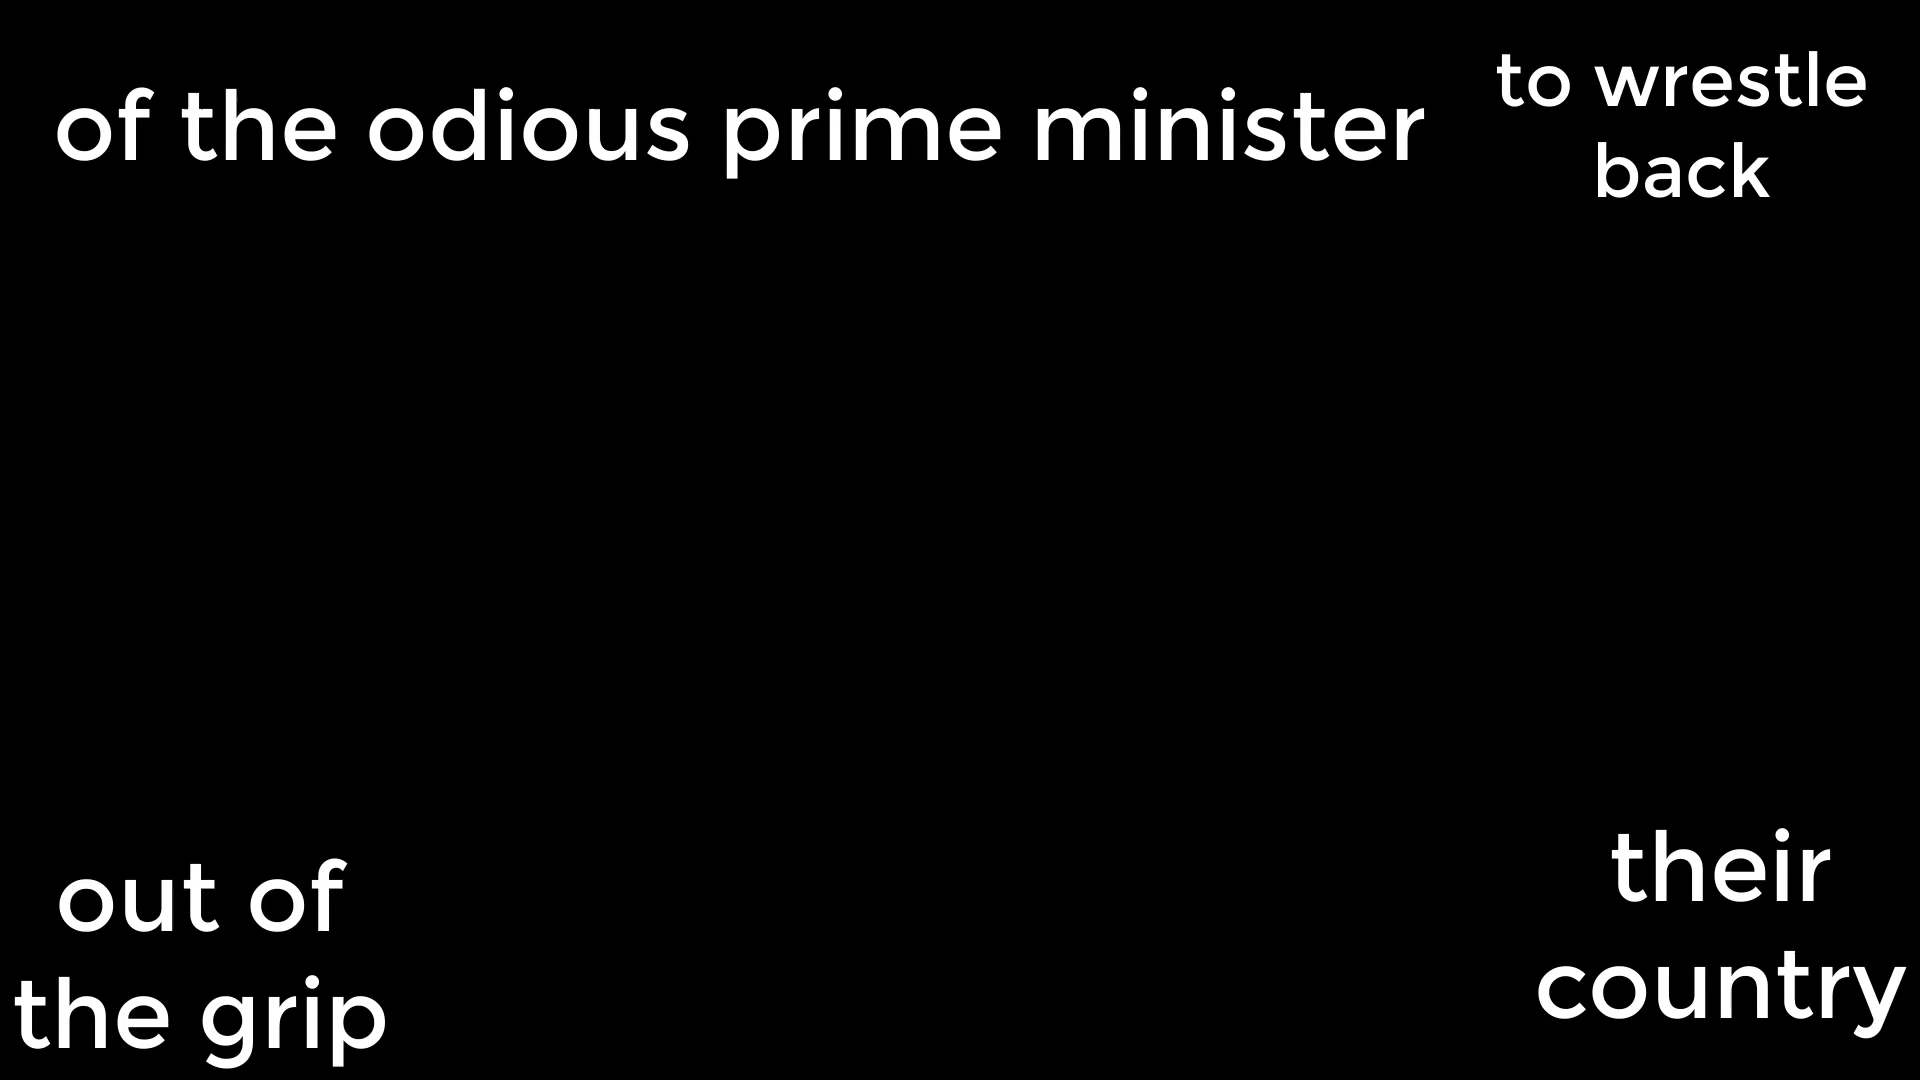 of the odious prime minister
to wrestle
back
out of
the grip
their
country